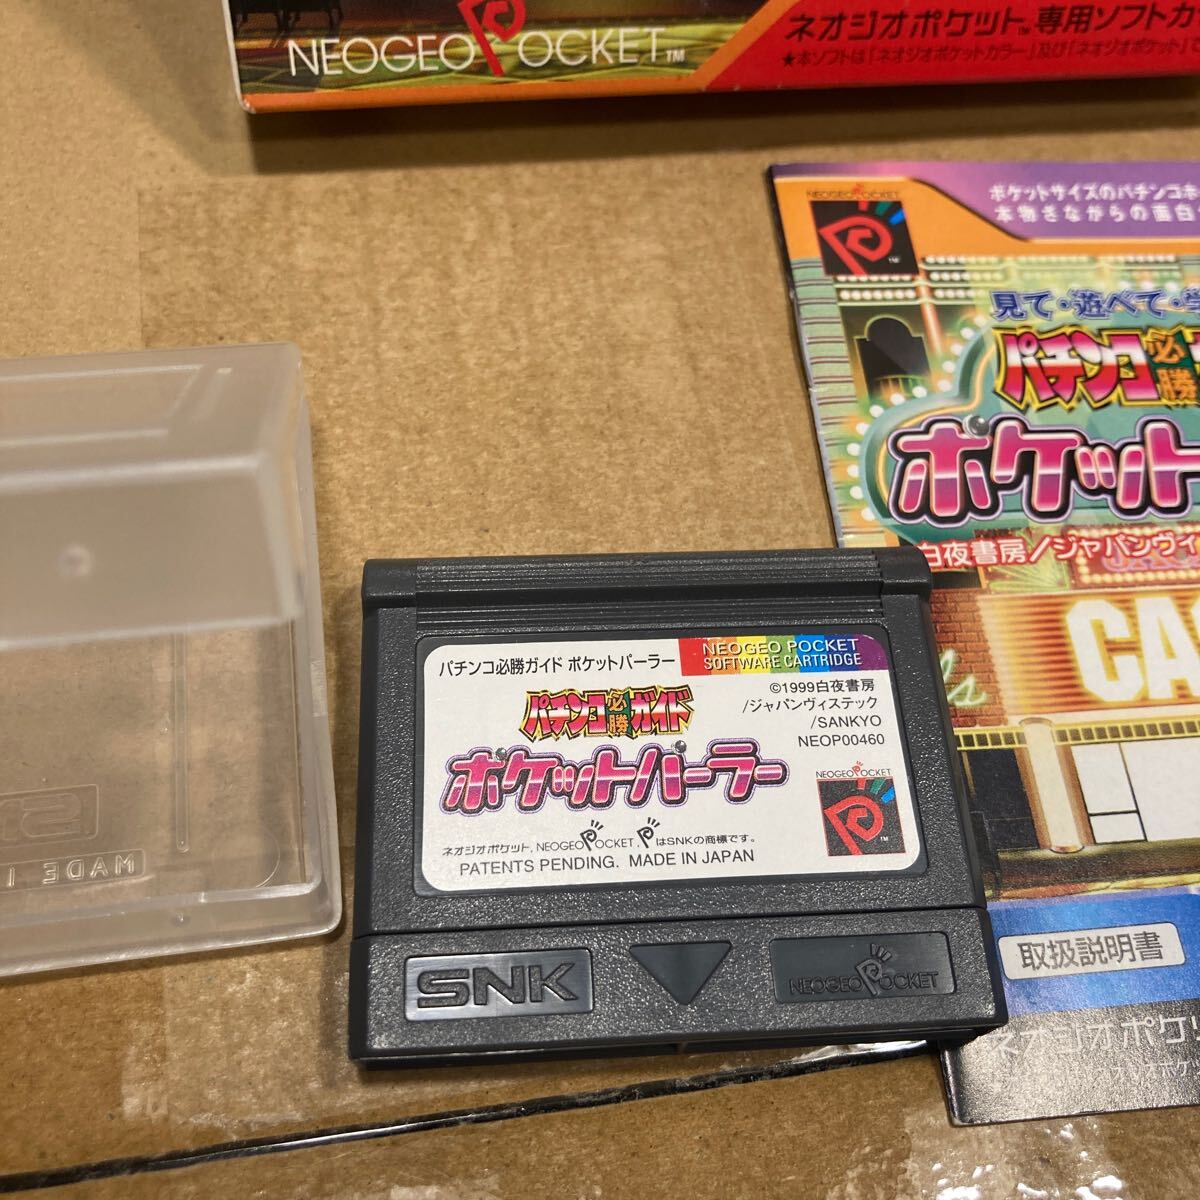 NEOGEO POCKET™
ネオジオポケット™専用ソフトカ
★本ソフトは「ネオジオポケットカラー」及び「ネオジオポケット」で
NEOGEO POCKET
ポケットサイズのパチンコホ
本物さながらの面白
見て・遊べて・学
パチンコ必勝
ポケット
白夜書房/ジャパンヴィ
CA
取扱説明書
ネオジオポケ
パチンコ必勝ガイド ポケットパーラー
NEOGEO POCKET
SOFTWARE CARTRIDGE
パチンコ必勝ガイド
ポケットパーラー
©1999白夜書房
/ジャパンヴィステック
/SANKYO
NEOP00460
NEOGEO POCKET
ネオジオポケット, NEOGEO POCKET, PはSNKの商標です。
PATENTS PENDING. MADE IN JAPAN
SNK
NEOGEO POCKET
MADE I